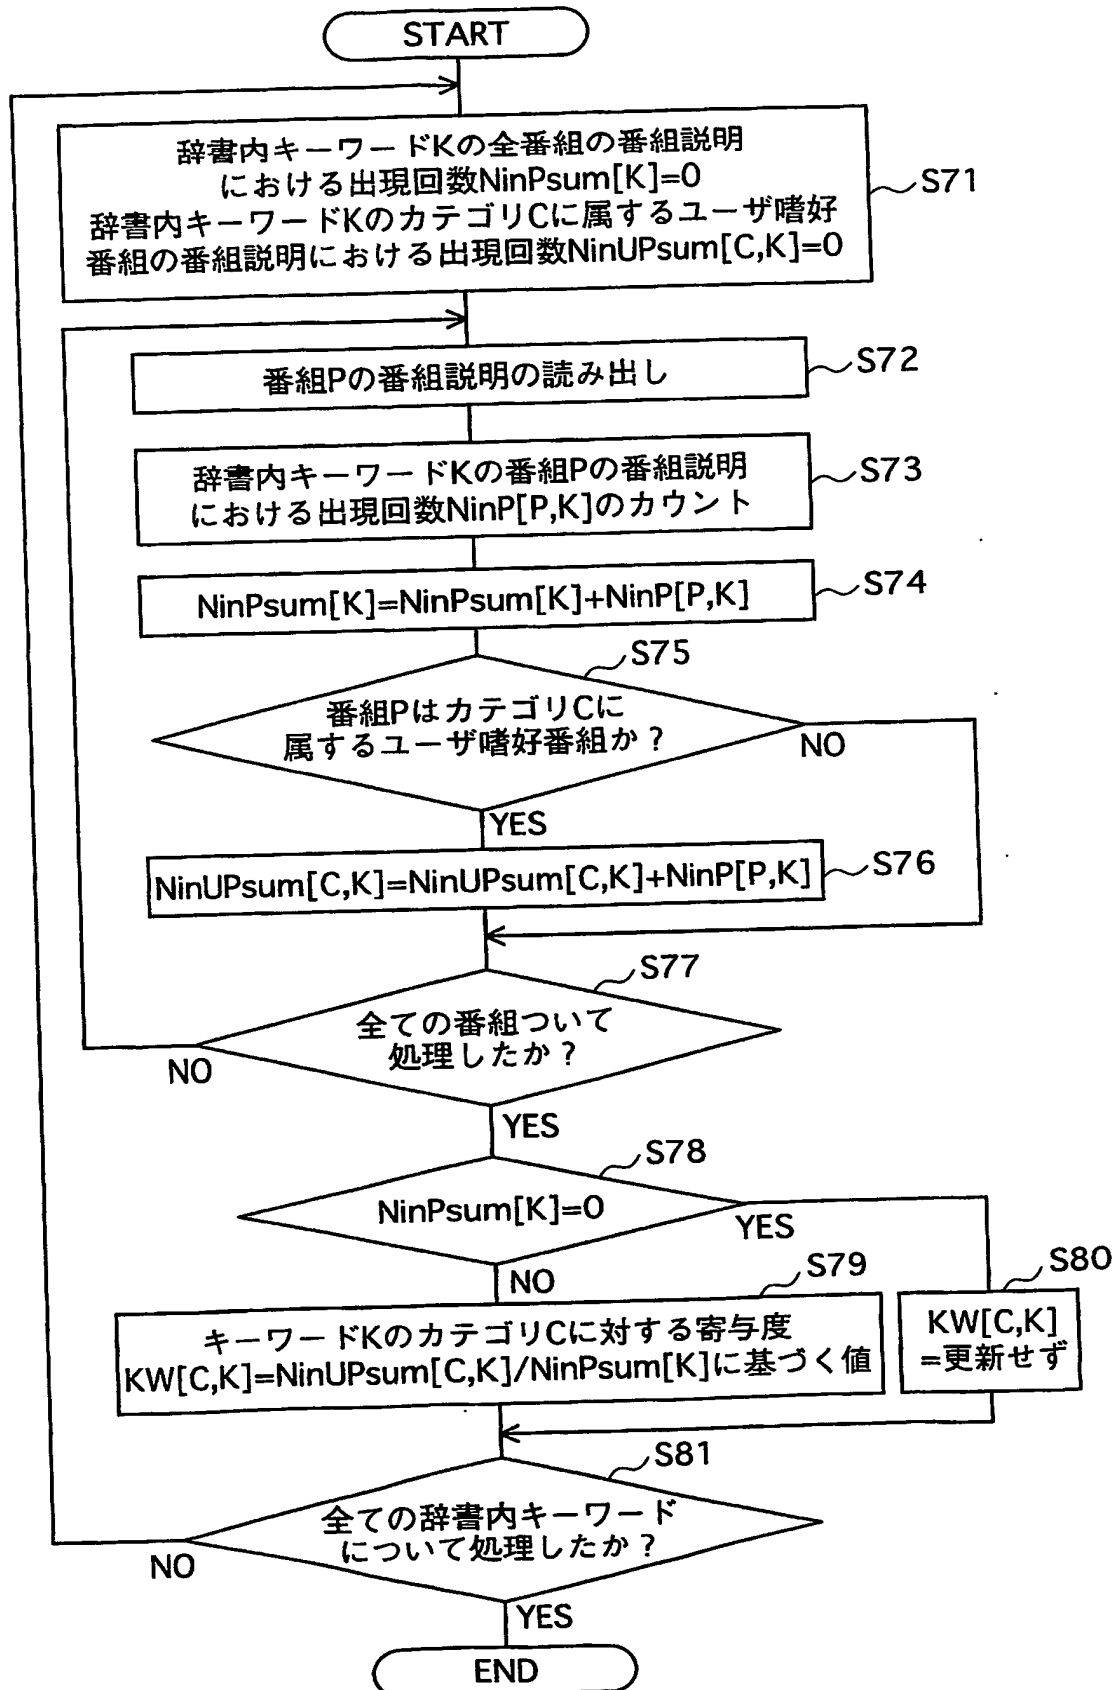 START
辞書内キーワードKの全番組の番組説明
における出現回数NinPsum[K]=0
辞書内キーワードKのカテゴリCに属するユーザ嗜好
番組の番組説明における出現回数NinUPsum[C,K]=0
S71
番組Pの番組説明の読み出し
S72
辞書内キーワードKの番組Pの番組説明
における出現回数NinP[P,K]のカウント
S73
NinPsum[K]=NinPsum[K]+NinP[P,K]
S74
S75
番組PはカテゴリCに
属するユーザ嗜好番組か？
NO
YES
NinUPsum[C,K]=NinUPsum[C,K]+NinP[P,K]
S76
S77
全ての番組ついて
処理したか？
NO
YES
S78
NinPsum[K]=0
YES
NO
S79
キーワードKのカテゴリCに対する寄与度
KW[C,K]=NinUPsum[C,K]/NinPsum[K]に基づく値
S80
KW[C,K]
=更新せず
S81
全ての辞書内キーワード
について処理したか？
NO
YES
END